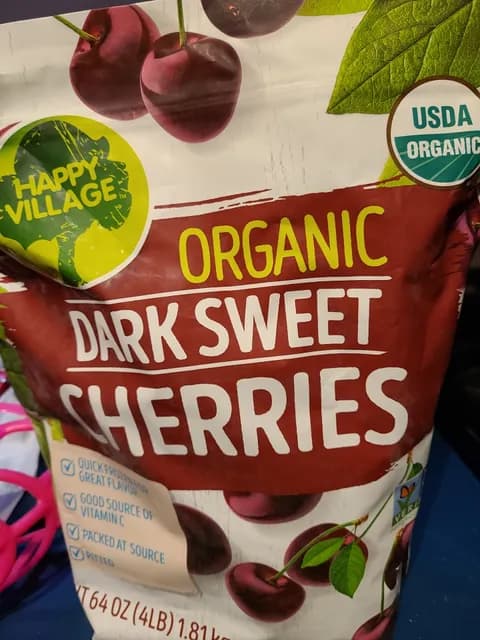 USDA
ORGANIC
HAPPY
VILLAGE
ORGANIC
DARK SWEET
CHERRIES
QUICK FROZEN FOR
GREAT FLAVOR
GOOD SOURCE OF
VITAMIN C
PACKED AT SOURCE
PITTED
64 OZ (4LB) 1.81